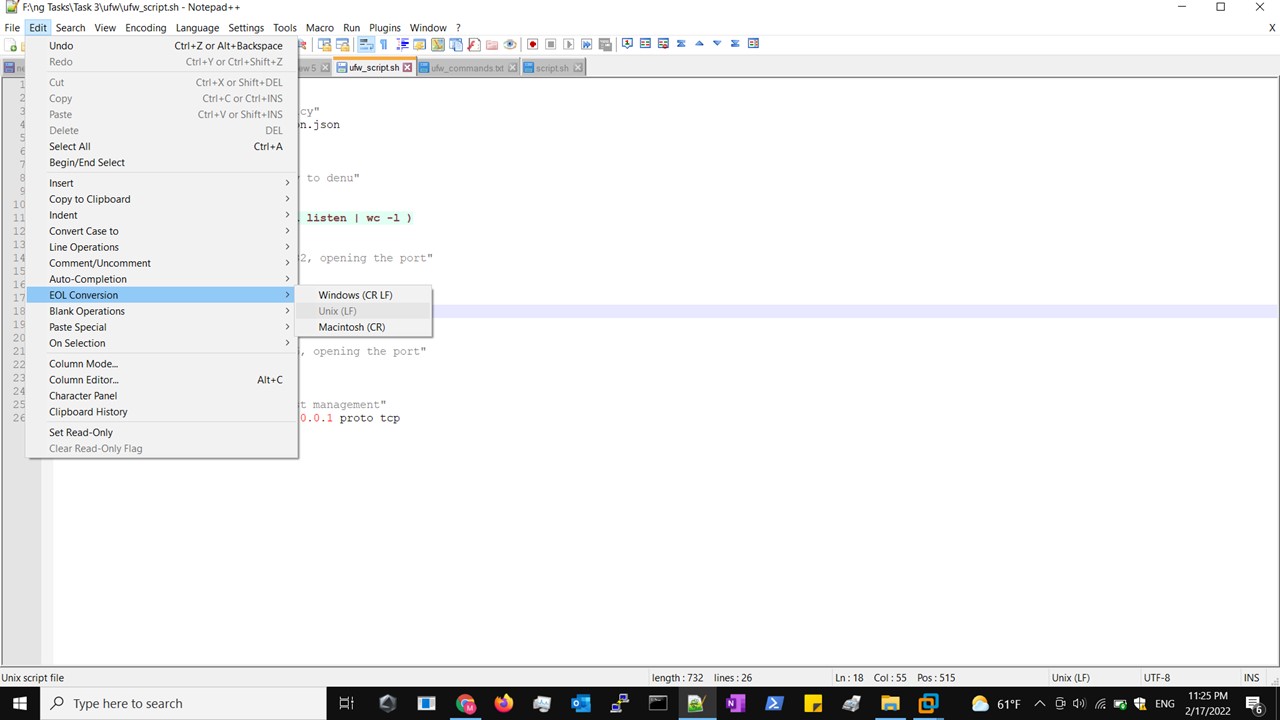 F:\ng Tasks\Task 3\ufw\ufw_script.sh - Notepad++
File Edit Search View Encoding Settings Language Tools Macro Run Plugins Window ?
X
ne
ew 5
ufw_script.sh
ufw_commands.txt
script.sh
Undo Ctrl+Z or Alt+Backspace
Redo Ctrl+Y or Ctrl+Shift+Z
Cut Ctrl+X or Shift+DEL
Copy Ctrl+C or Ctrl+INS
Paste Ctrl+V or Shift+INS
Delete DEL
Select All Ctrl+A
Begin/End Select
Insert
Copy to Clipboard
Indent
Convert Case to
Line Operations
Comment/Uncomment
Auto-Completion
EOL Conversion
Blank Operations
Paste Special
On Selection
Column Mode...
Column Editor... Alt+C
Character Panel
Clipboard History
Set Read-Only
Clear Read-Only Flag
Windows (CR LF)
Unix (LF)
Macintosh (CR)
1
2
3 cy"
4 on.json
5
6
7
8 to denu"
9
10
11 listen | wc -l )
12
13
14 2, opening the port"
15
16
17
18
19
20
21 , opening the port"
22
23
24
25 t management"
26 0.0.1 proto tcp
Unix script file length : 732 lines : 26 Ln : 18 Col : 55 Pos : 515 Unix (LF) UTF-8 INS
Type here to search
61°F
ENG
11:25 PM
2/17/2022
6